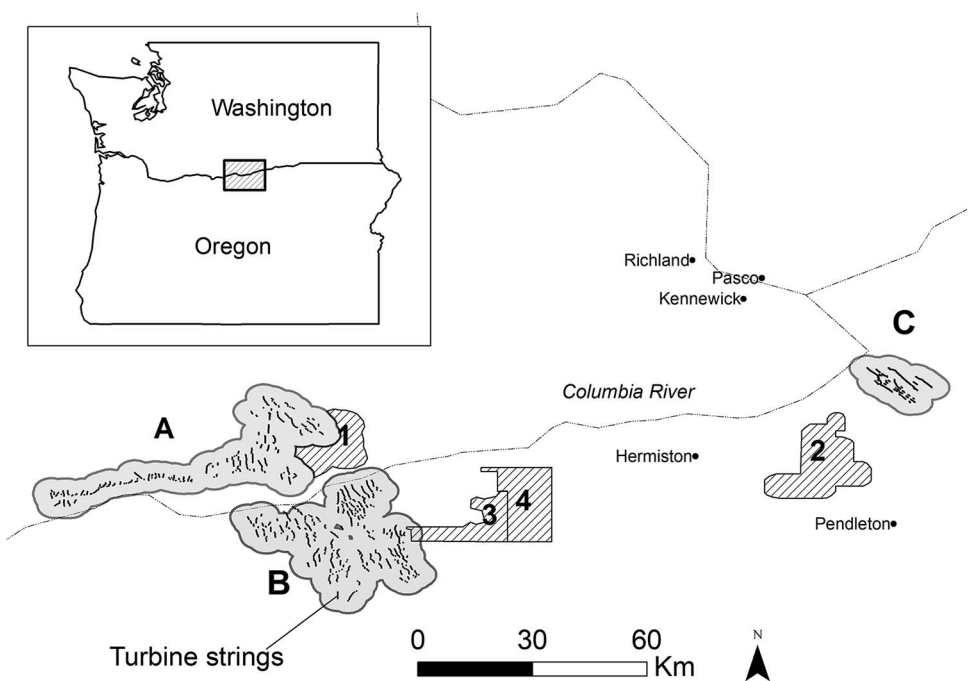 Washington
Oregon
Richland
Pasco
Kennewick
C
Columbia River
A
1
2
Hermiston
3
4
Pendleton
B
Turbine strings
0 30 60
Km
N